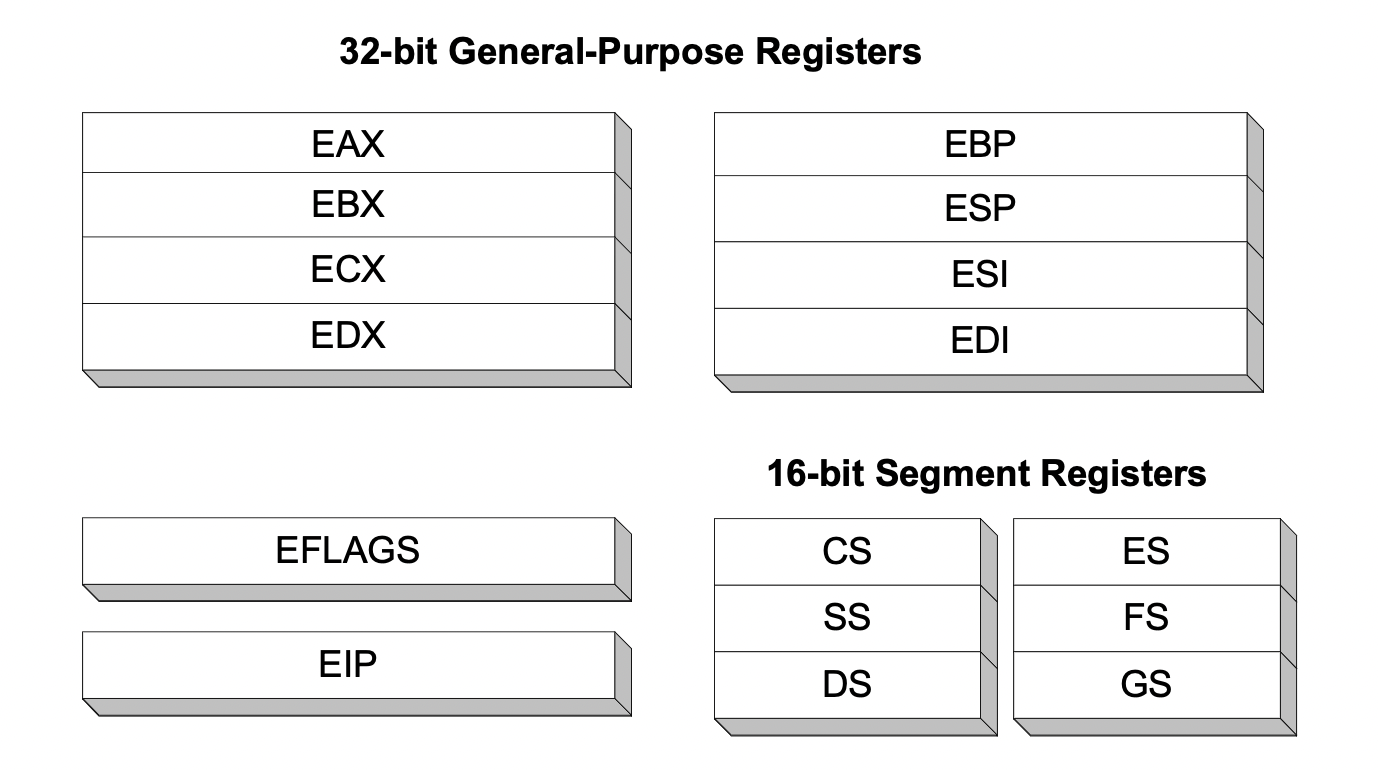 32-bit General-Purpose Registers
EAX
EBX
ECX
EDX
EBP
ESP
ESI
EDI
EFLAGS
EIP
16-bit Segment Registers
CS
SS
DS
ES
FS
GS